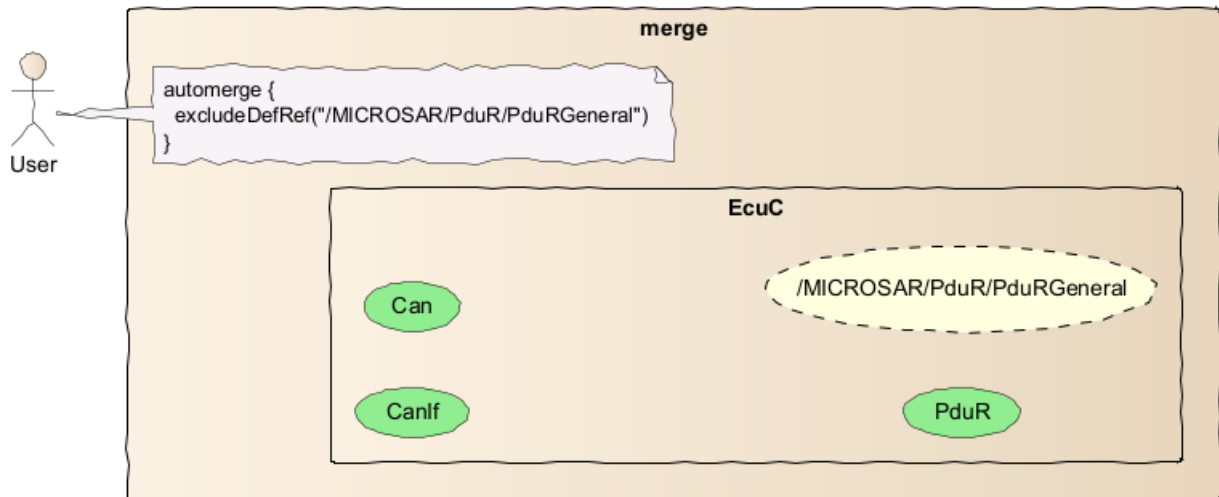 merge
automerge {
excludeDefRef("/MICROSAR/PduR/PduRGeneral")
}
User
EcuC
/MICROSAR/PduR/PduRGeneral
Can
CanIf
PduR